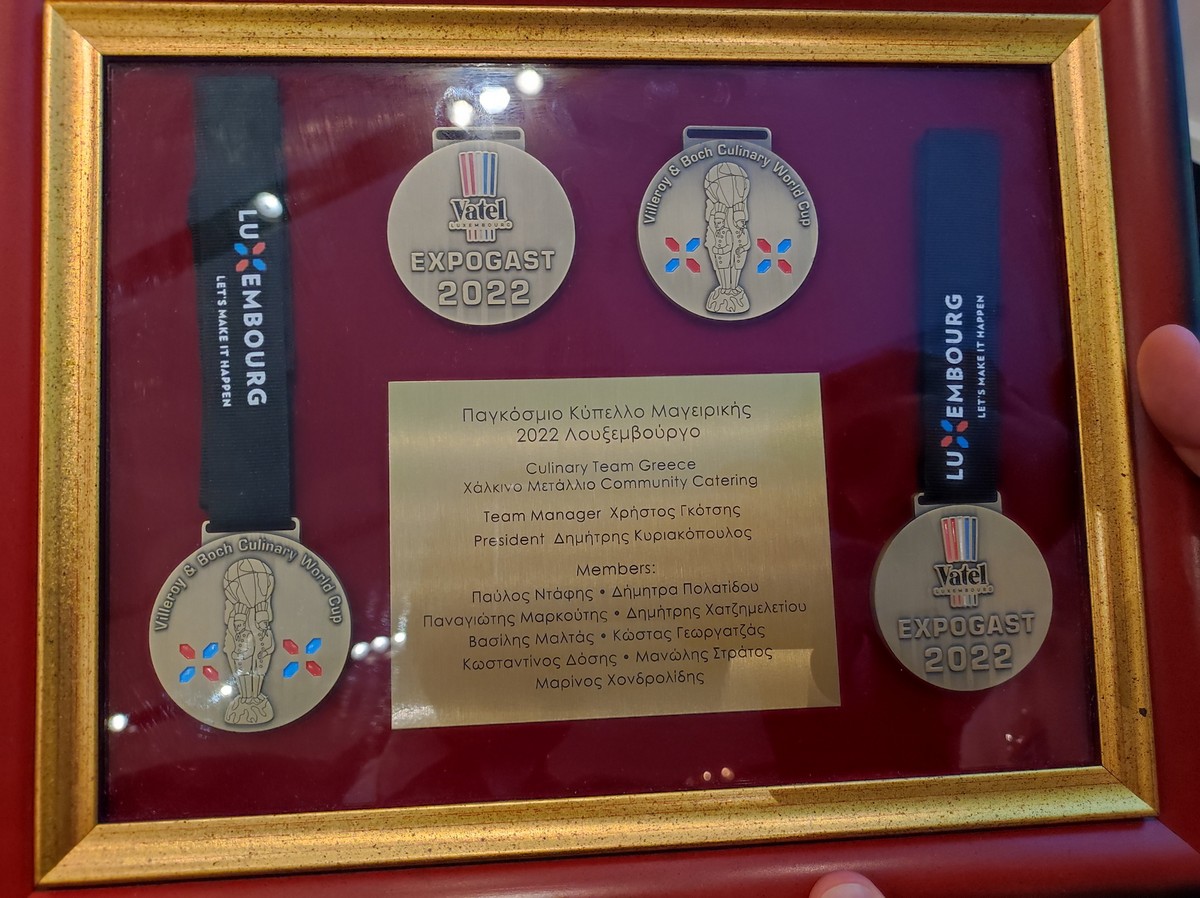 LUXEMBOURG
LET'S MAKE IT HAPPEN
Vatel
LUXEMBOURG
EXPOGAST
2022
Villeroy & Boch Culinary World Cup
LUXEMBOURG
LET'S MAKE IT HAPPEN
Villeroy & Boch Culinary World Cup
Παγκόσμιο Κύπελλο Μαγειρικής
2022 Λουξεμβούργο
Culinary Team Greece
Χάλκινο Μετάλλιο Community Catering
Team Manager Χρήστος Γκότσης
President Δημήτρης Κυριακόπουλος
Members:
Παύλος Ντάφης • Δήμητρα Πολατίδου
Παναγιώτης Μαρκούτης • Δημήτρης Χατζημελετίου
Βασίλης Μαλτάς • Κώστας Γεωργατζάς
Κωσταντίνος Δόσης • Μανώλης Στράτος
Μαρίνος Χονδρολίδης
Vatel
LUXEMBOURG
EXPOGAST
2022